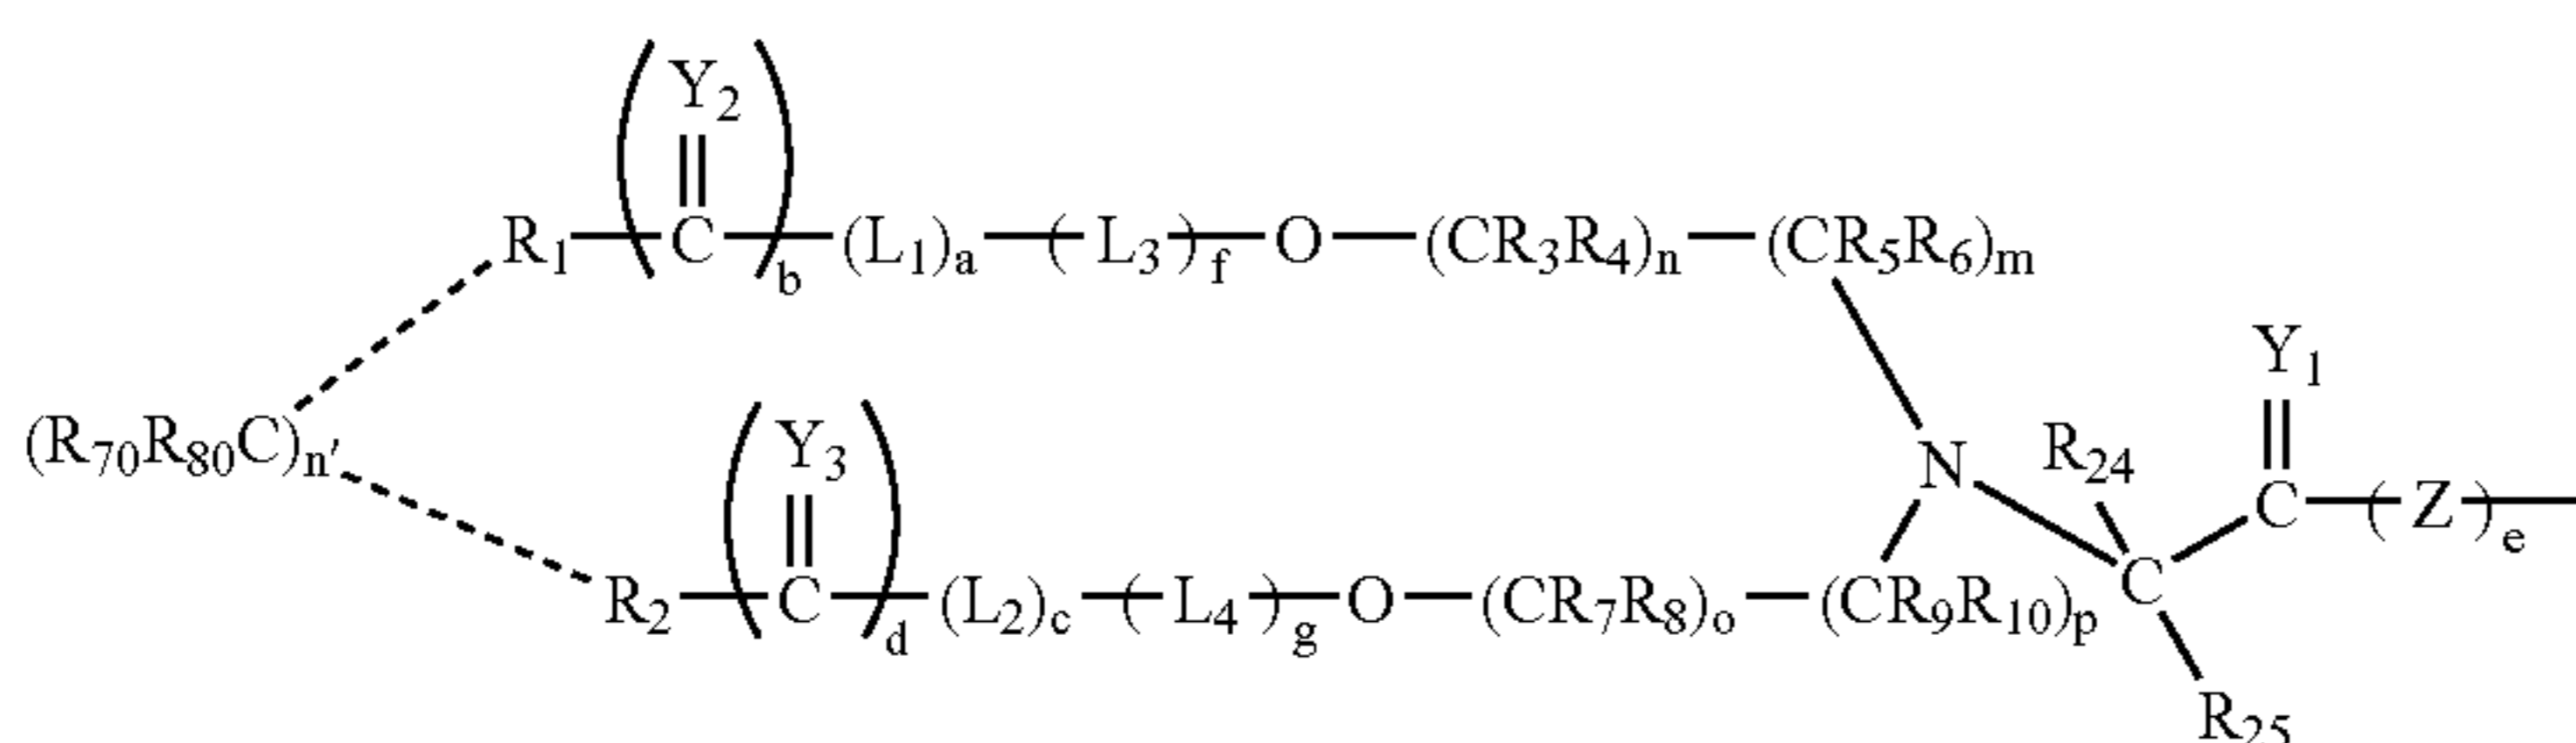 Y2
R1—(C)b—(L1)a—(L3)f—O—(CR3R4)n—(CR5R6)m
Y1
(R70R80C)n' Y3 N R24 C—(Z)e—
R2—(C)d—(L2)c—(L4)g—O—(CR7R8)o—(CR9R10)p C
R25